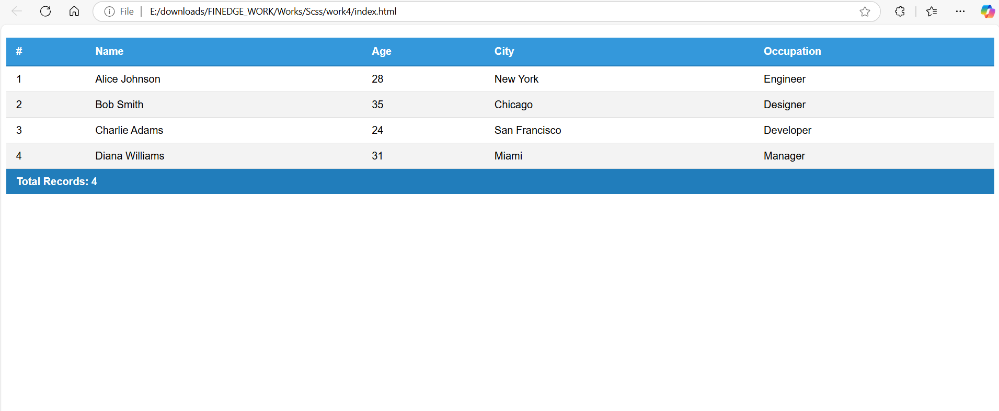 File | E:/downloads/FINEDGE_WORK/Works/Scss/work4/index.html
# Name Age City Occupation
1 Alice Johnson 28 New York Engineer
2 Bob Smith 35 Chicago Designer
3 Charlie Adams 24 San Francisco Developer
4 Diana Williams 31 Miami Manager
Total Records: 4